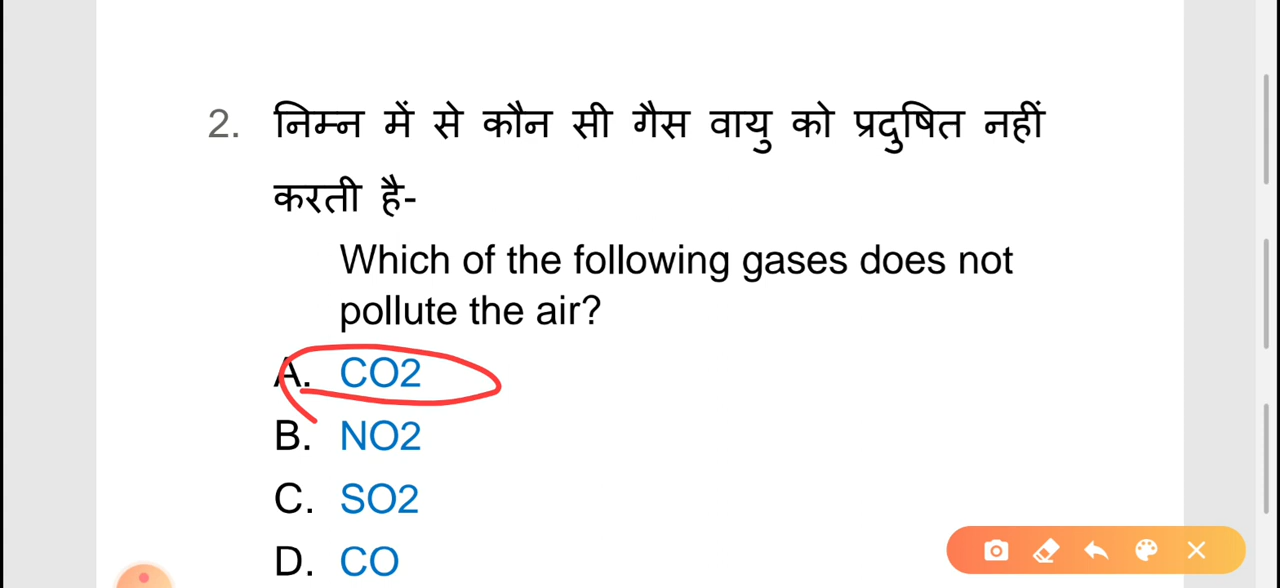 2. निम्न में से कौन सी गैस वायु को प्रदुषित नहीं
करती है-
Which of the following gases does not
pollute the air?
A. CO2
B. NO2
C. SO2
D. CO